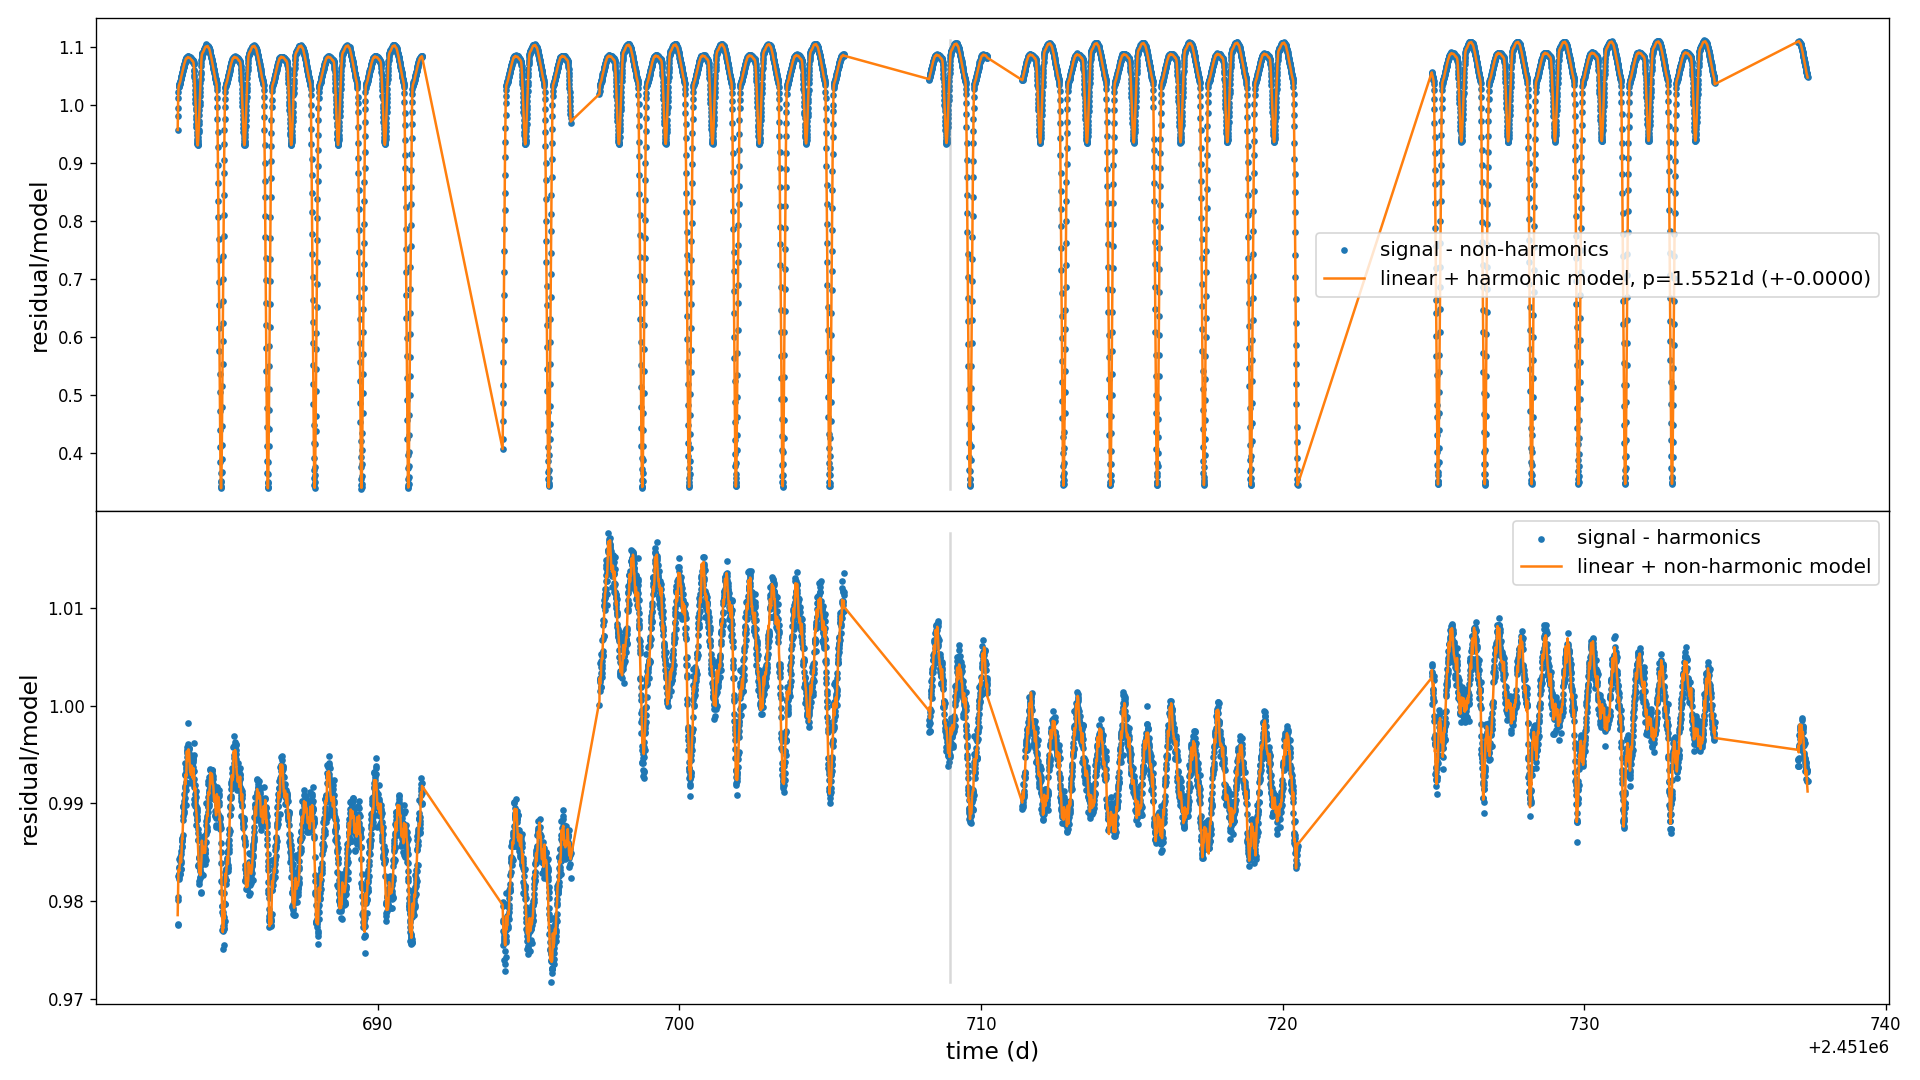 1.1
1.0
0.9
0.8
0.7
0.6
0.5
0.4
residual/model
signal - non-harmonics
linear + harmonic model, p=1.5521d (+-0.0000)
1.01
1.00
0.99
0.98
0.97
residual/model
signal - harmonics
linear + non-harmonic model
690
700
710
720
730
740
time (d)
+2.451e6